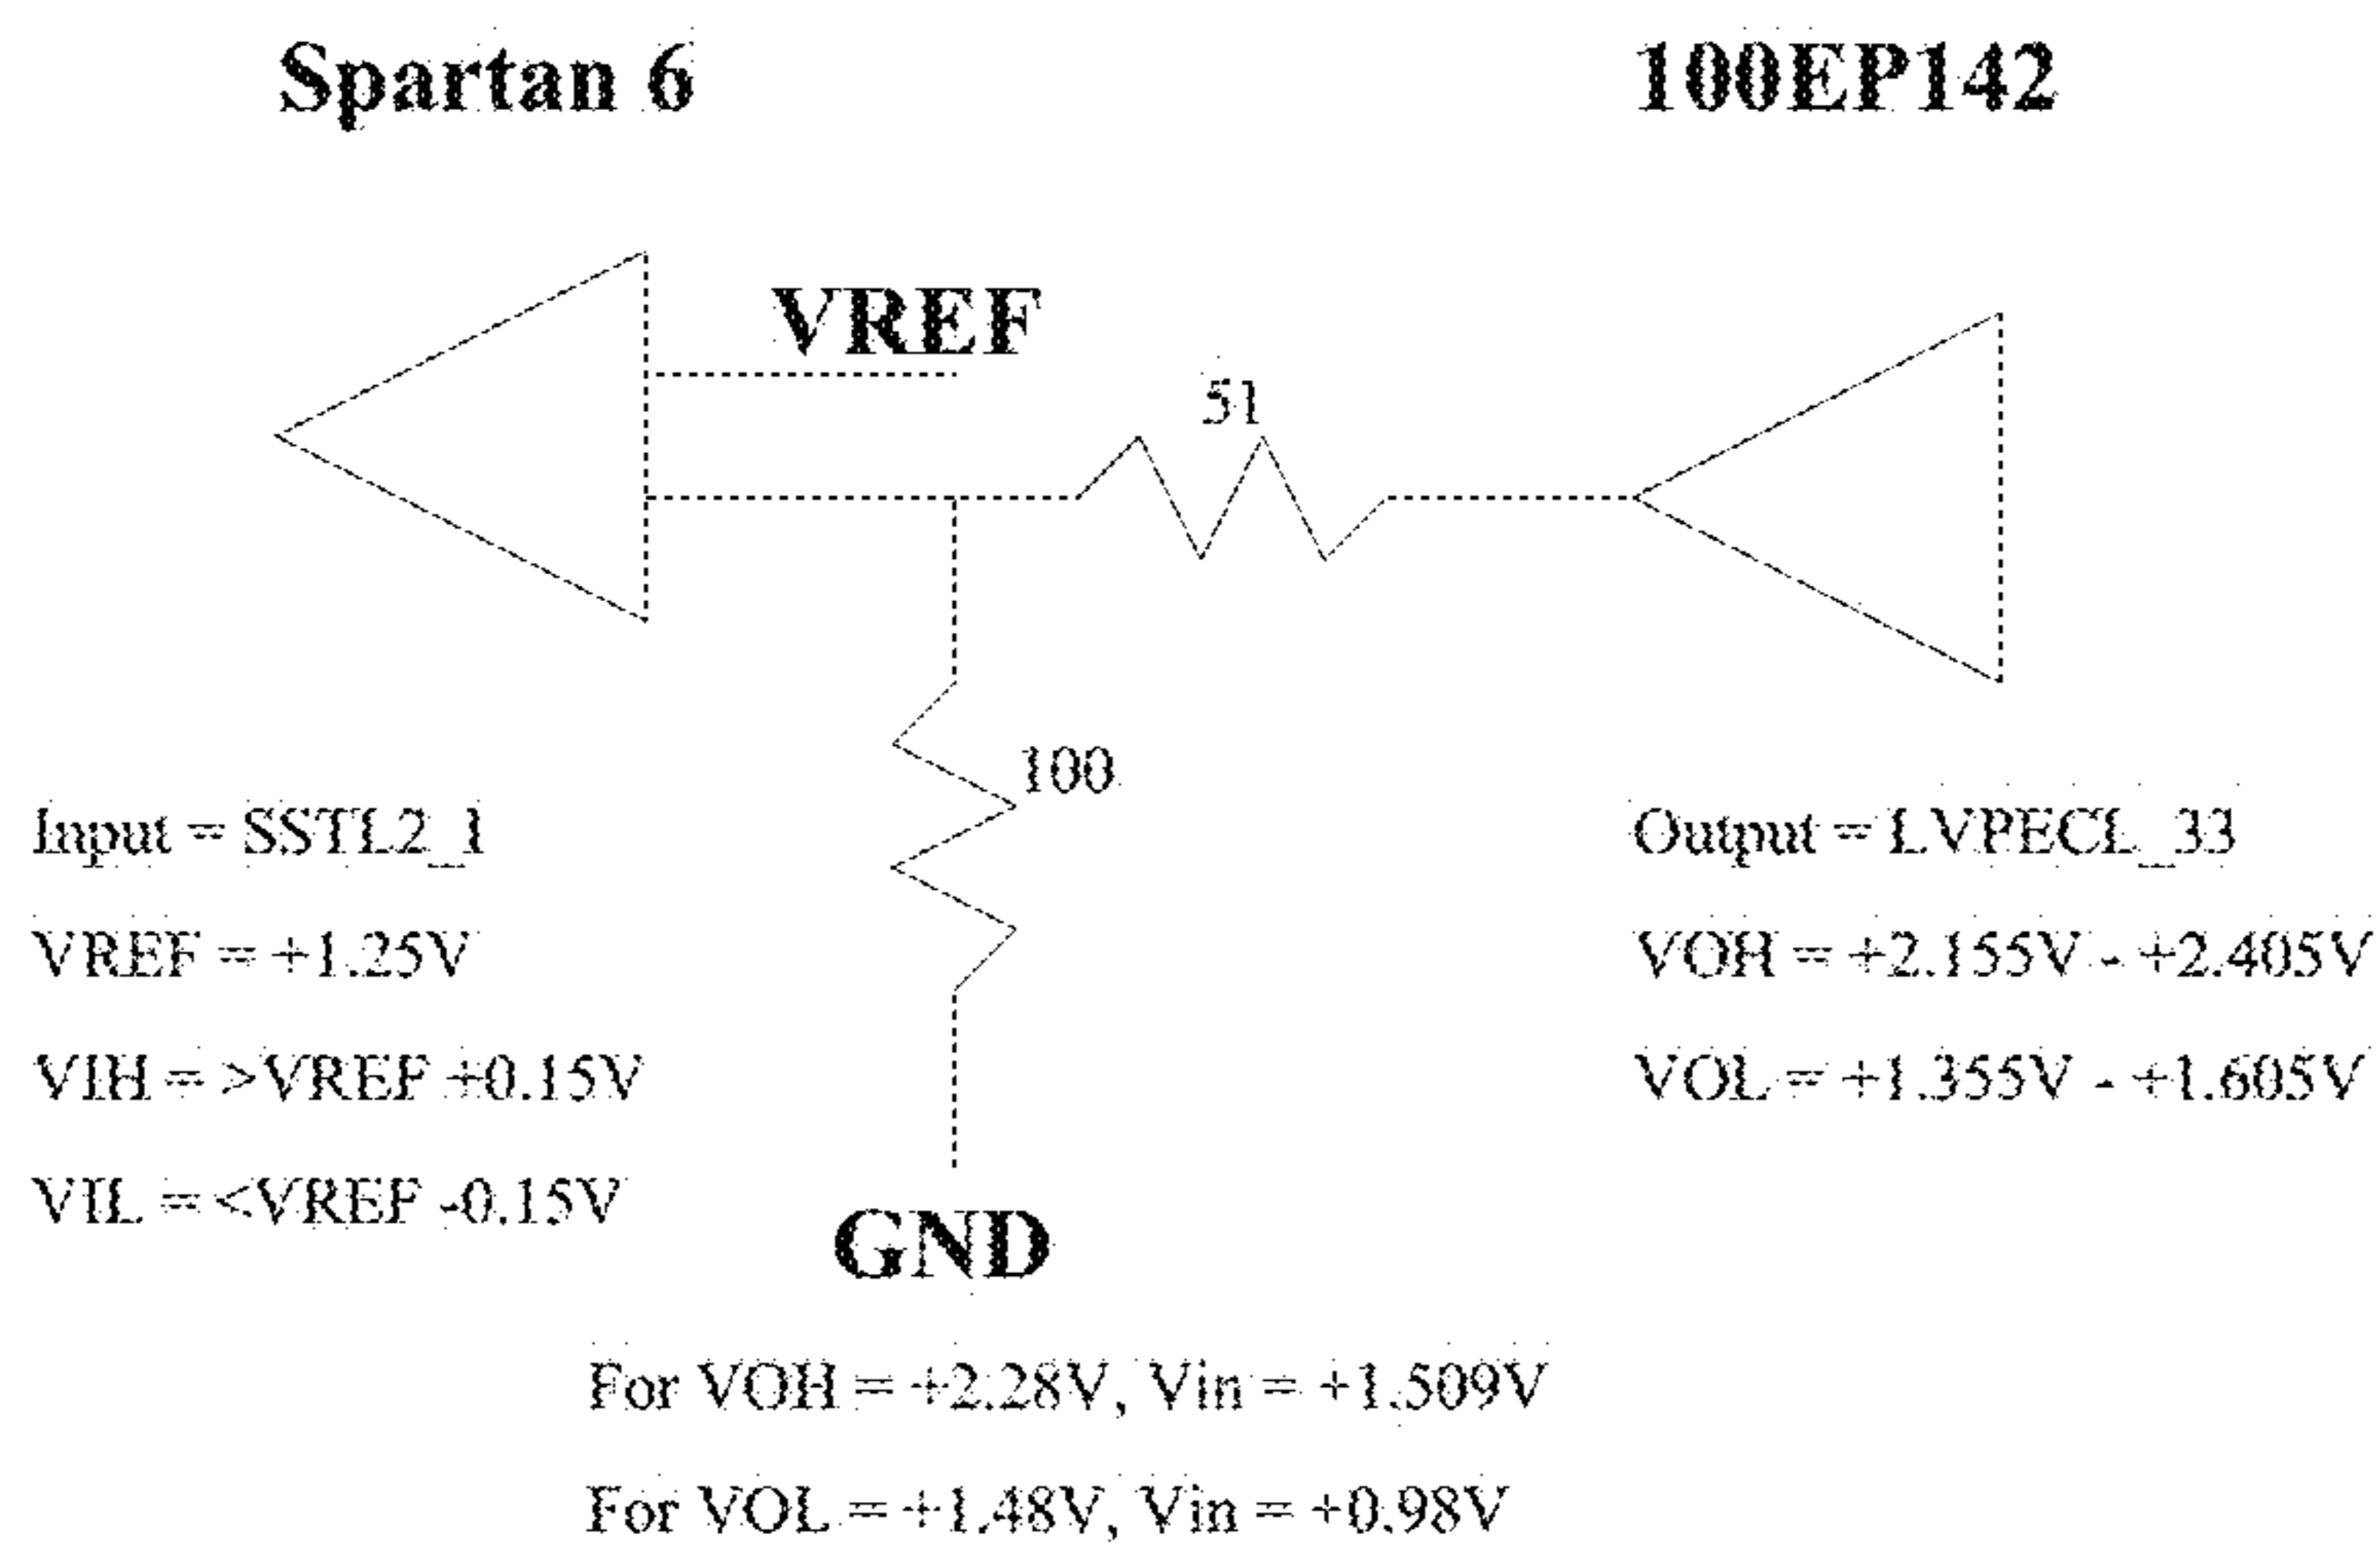 Spartan 6
100EP142
VREF
51
100
Input = SSTL2_1
VREF = +1.25V
VIH = >VREF +0.15V
VIL = <VREF -0.15V
Output = LVPECL_33
VOH = +2.155V - +2.405V
VOL = +1.355V - +1.605V
GND
For VOH = +2.28V, Vin = +1.509V
For VOL = +1.48V, Vin = +0.98V